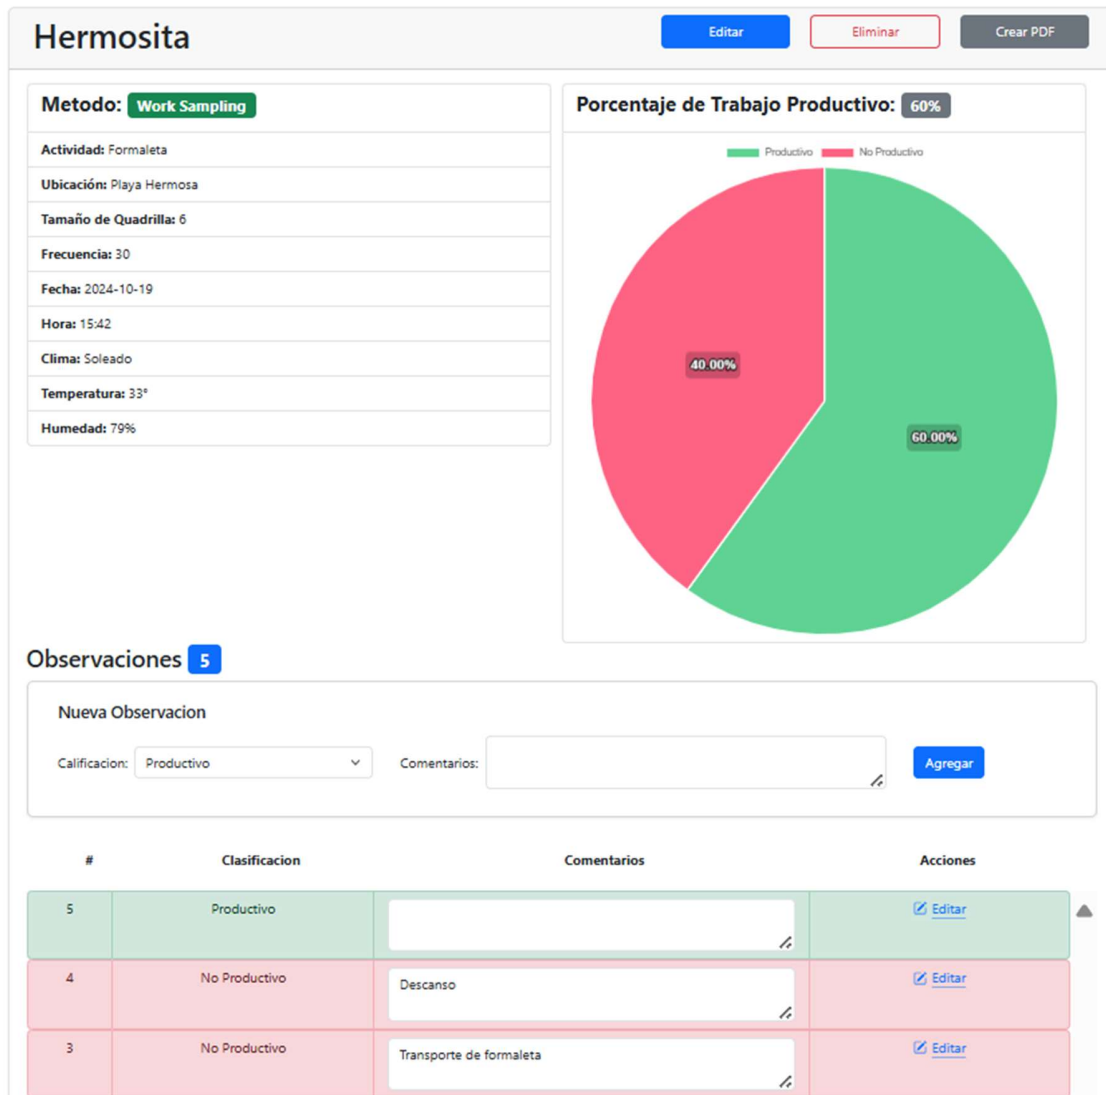 Hermosita
Editar
Eliminar
Crear PDF
Metodo: Work Sampling
Actividad: Formaleta
Ubicación: Playa Hermosa
Tamaño de Quadrilla: 6
Frecuencia: 30
Fecha: 2024-10-19
Hora: 15:42
Clima: Soleado
Temperatura: 33°
Humedad: 79%
Porcentaje de Trabajo Productivo: 60%
Productivo
No Productivo
40.00%
60.00%
Observaciones 5
Nueva Observacion
Calificacion: Productivo
Comentarios:
Agregar
# Clasificacion Comentarios Acciones
5 Productivo Editar
4 No Productivo Descanso Editar
3 No Productivo Transporte de formaleta Editar